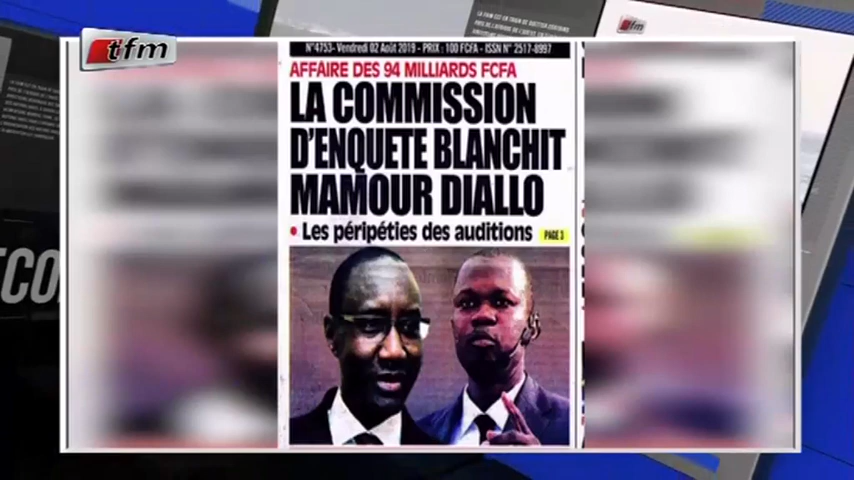 tfm
N°4753- Vendredi 02 Août 2019 - PRIX : 100 FCFA - ISSN N° 2517-8997
AFFAIRE DES 94 MILLIARDS FCFA
LA COMMISSION
D'ENQUETE BLANCHIT
MAMOUR DIALLO
• Les péripéties des auditions PAGE 3